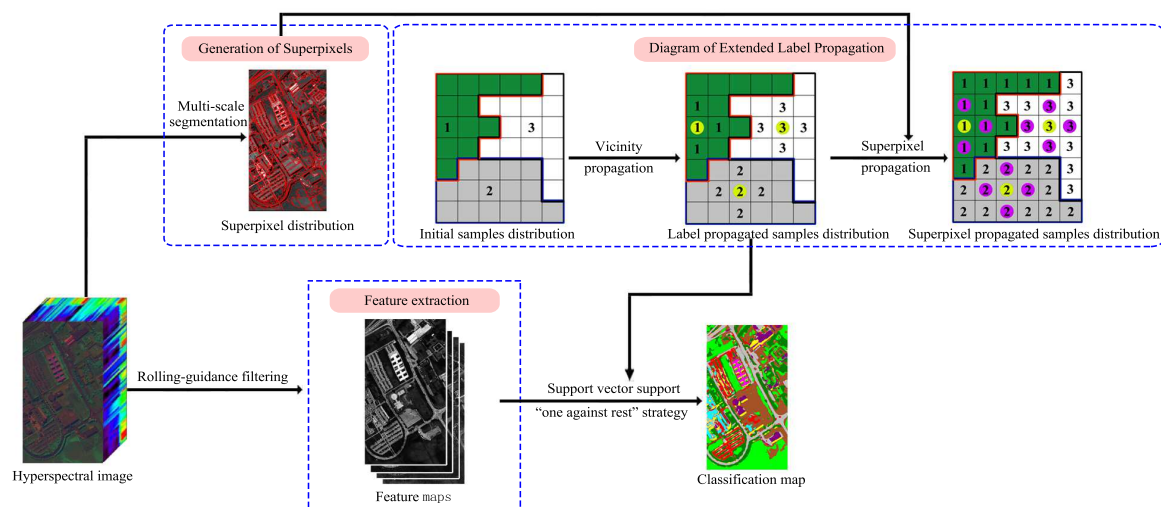 Generation of Superpixels
Multi-scale
segmentation
Superpixel distribution
Diagram of Extended Label Propagation
1 3
2
Initial samples distribution
Vicinity
propagation
1 3
1 1 3 3 3
1 3
2
2 2 2
2
Label propagated samples distribution
Superpixel
propagation
1 1 1 1 1 3
1 1 3 3 3
1 1 1 3 3 3
1 1 3 3 3 3
1 2 2 2 2 3
2 2 2 2 2 3
2 2 2 2 2 2
Superpixel propagated samples distribution
Hyperspectral image
Rolling-guidance filtering
Feature extraction
Feature maps
Support vector support
“one against rest” strategy
Classification map